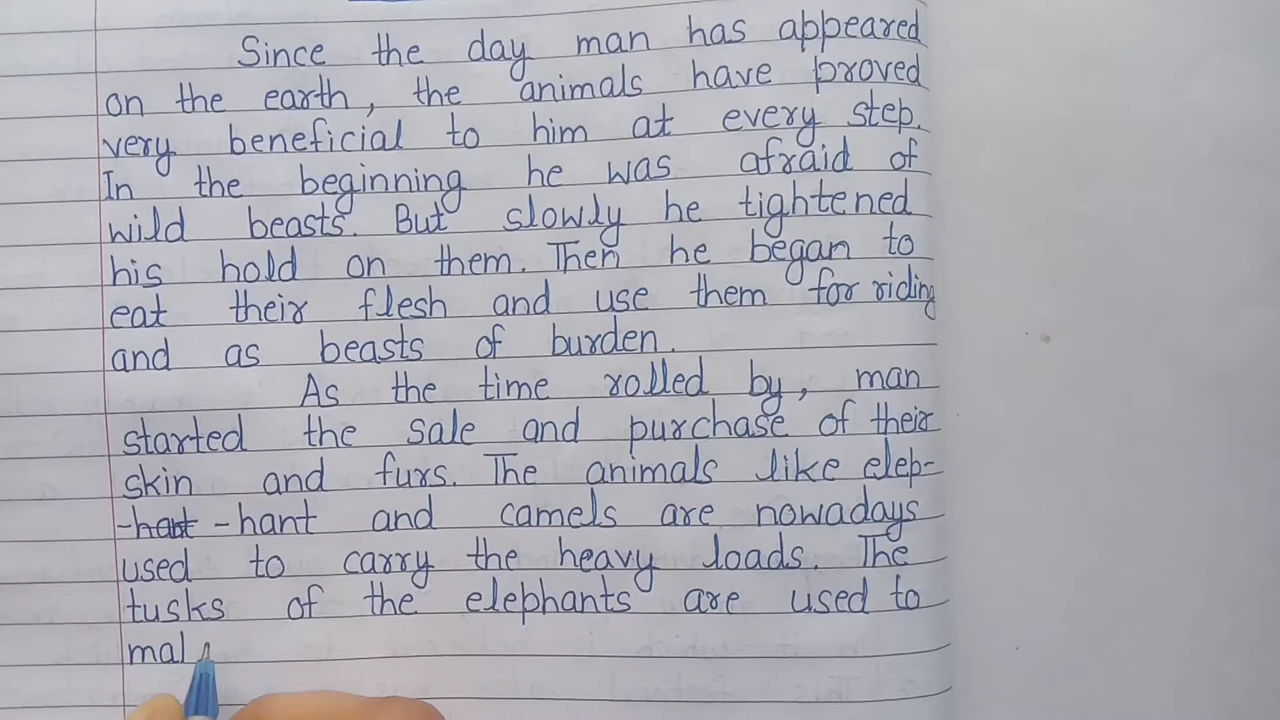 Since the day man has appeared
on the earth, the animals have proved
very beneficial to him at every step.
In the beginning he was afraid of
wild beasts. But slowly he tightened
his hold on them. Then he began to
eat their flesh and use them for riding
and as beasts of burden.
As the time rolled by, man
started the sale and purchase of their
skin and furs. The animals like elep-
-hant and camels are nowadays
used to carry the heavy loads. The
tusks of the elephants are used to
mal